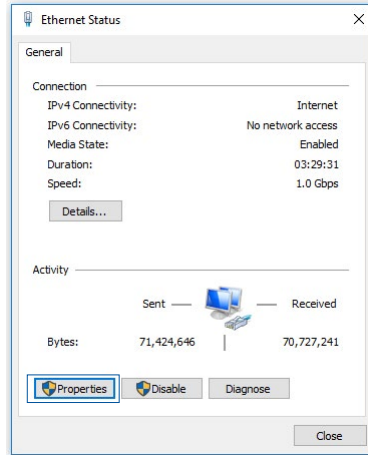 Ethernet Status
General
Connection
IPv4 Connectivity: Internet
IPv6 Connectivity: No network access
Media State: Enabled
Duration: 03:29:31
Speed: 1.0 Gbps
Details...
Activity
Sent Received
Bytes: 71,424,646 70,727,241
Properties Disable Diagnose
Close